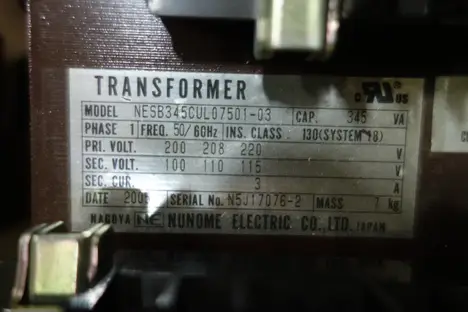 TRANSFORMER
MODEL NESB345CUL07501-03 CAP. 345 VA
PHASE 1 FREQ. 50/60Hz INS. CLASS 130(SYSTEM 18)
PRI. VOLT. 200 208 220 V
SEC. VOLT. 100 110 115 V
SEC. CUR. 3 A
DATE SERIAL No. N5J17076-2 MASS 7 kg
NAGOYA NE NUNOME ELECTRIC CO., LTD. JAPAN